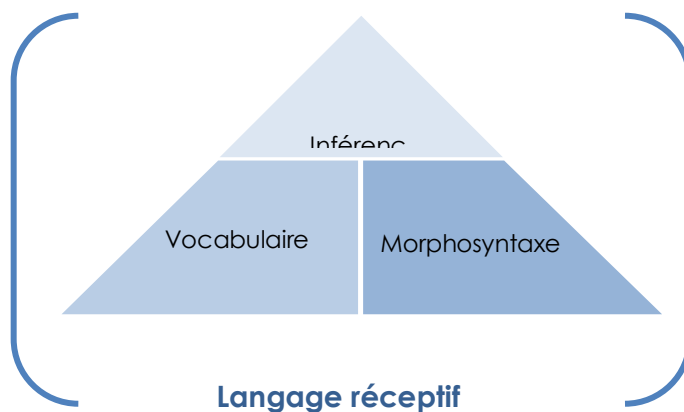 Inférenc
Vocabulaire
Morphosyntaxe
Langage réceptif